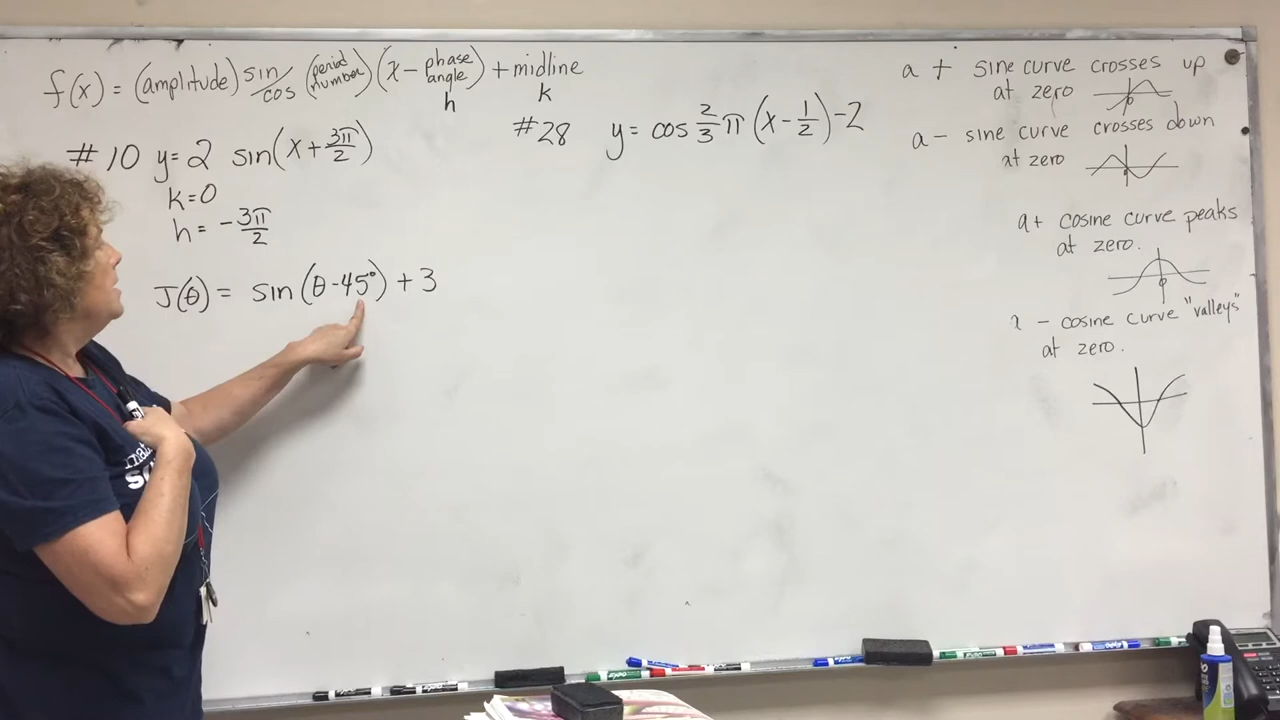 f(x) = (amplitude) sin/cos (period number)(x - phase angle) + midline
h k
#10 y = 2 sin(x + 3π/2)
k = 0
h = - 3π/2
J(θ) = sin(θ - 45°) + 3
#28 y = cos 2/3 π (x - 1/2) - 2
a + sine curve crosses up
at zero
a - sine curve crosses down
at zero
a + cosine curve peaks
at zero.
a - cosine curve "valleys"
at zero.